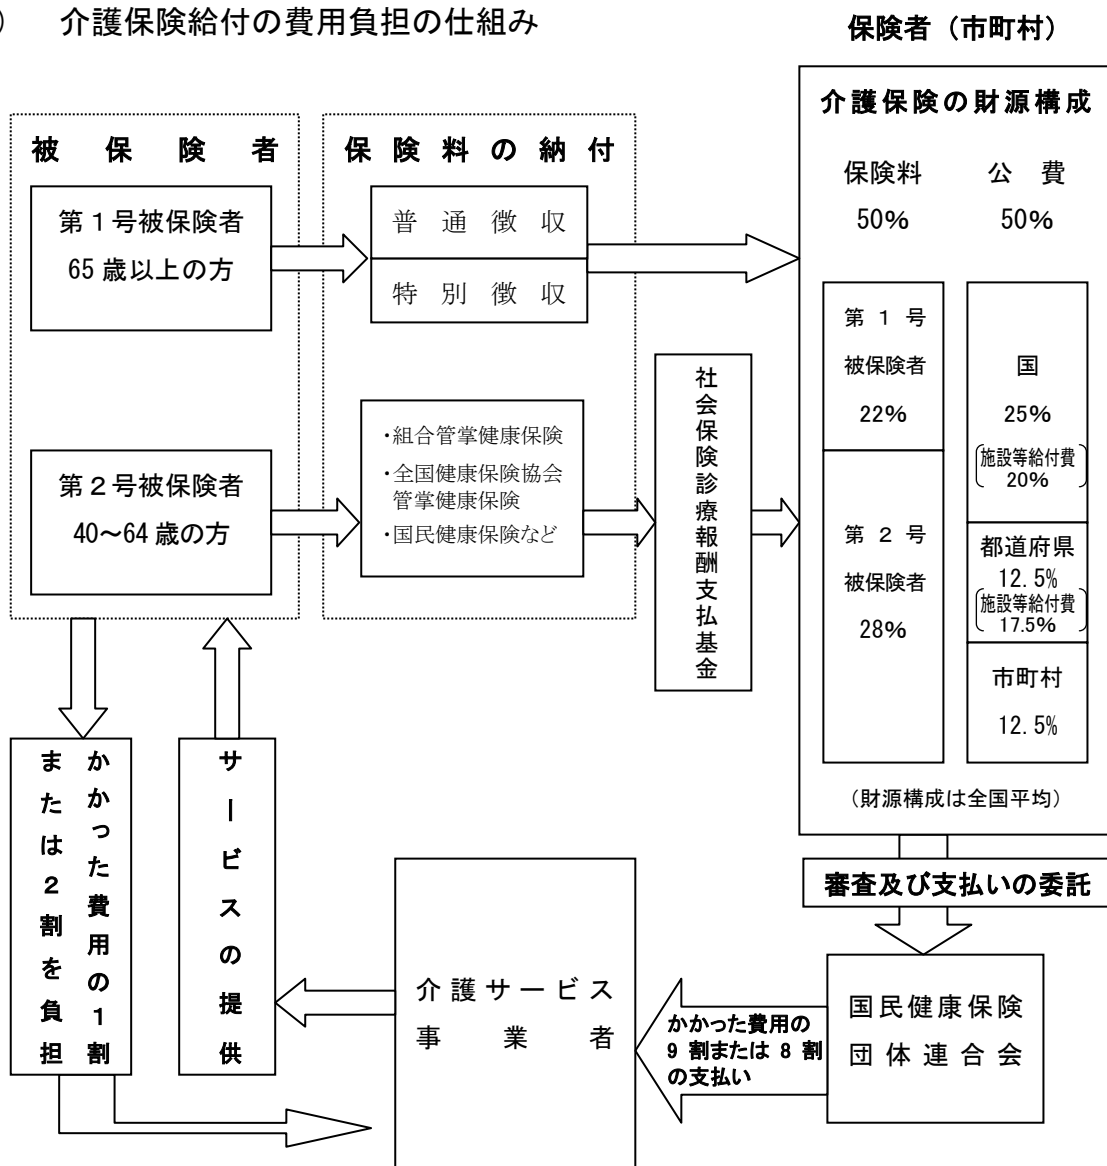 ) 介護保険給付の費用負担の仕組み
保険者（市町村）
被保険者
第１号被保険者
65歳以上の方
第２号被保険者
40～64歳の方
保険料の納付
普通徴収
特別徴収
・組合管掌健康保険
・全国健康保険協会
管掌健康保険
・国民健康保険など
社会保険診療報酬支払基金
介護保険の財源構成
保険料
50%
公費
50%
第１号
被保険者
22%
第２号
被保険者
28%
国
25%
施設等給付費
20%
都道府県
12.5%
施設等給付費
17.5%
市町村
12.5%
（財源構成は全国平均）
審査及び支払いの委託
国民健康保険
団体連合会
かかった費用の
9割または8割
の支払い
介護サービス
事業者
サービスの提供
かかった費用の１割
または２割を負担